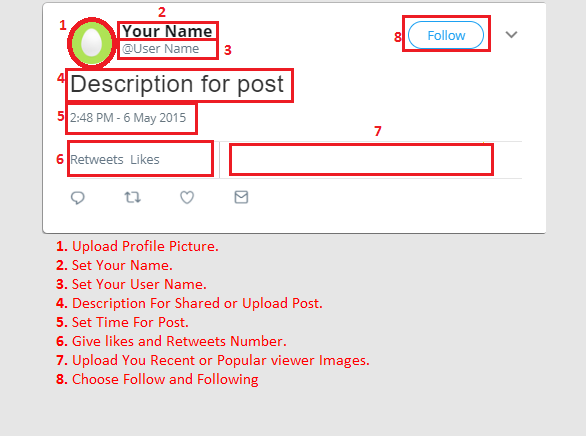 2
1
Your Name
@User Name
3
8
Follow
4
Description for post
5
2:48 PM - 6 May 2015
7
6
Retweets Likes
1. Upload Profile Picture.
2. Set Your Name.
3. Set Your User Name.
4. Description For Shared or Upload Post.
5. Set Time For Post.
6. Give likes and Retweets Number.
7. Upload You Recent or Popular viewer Images.
8. Choose Follow and Following